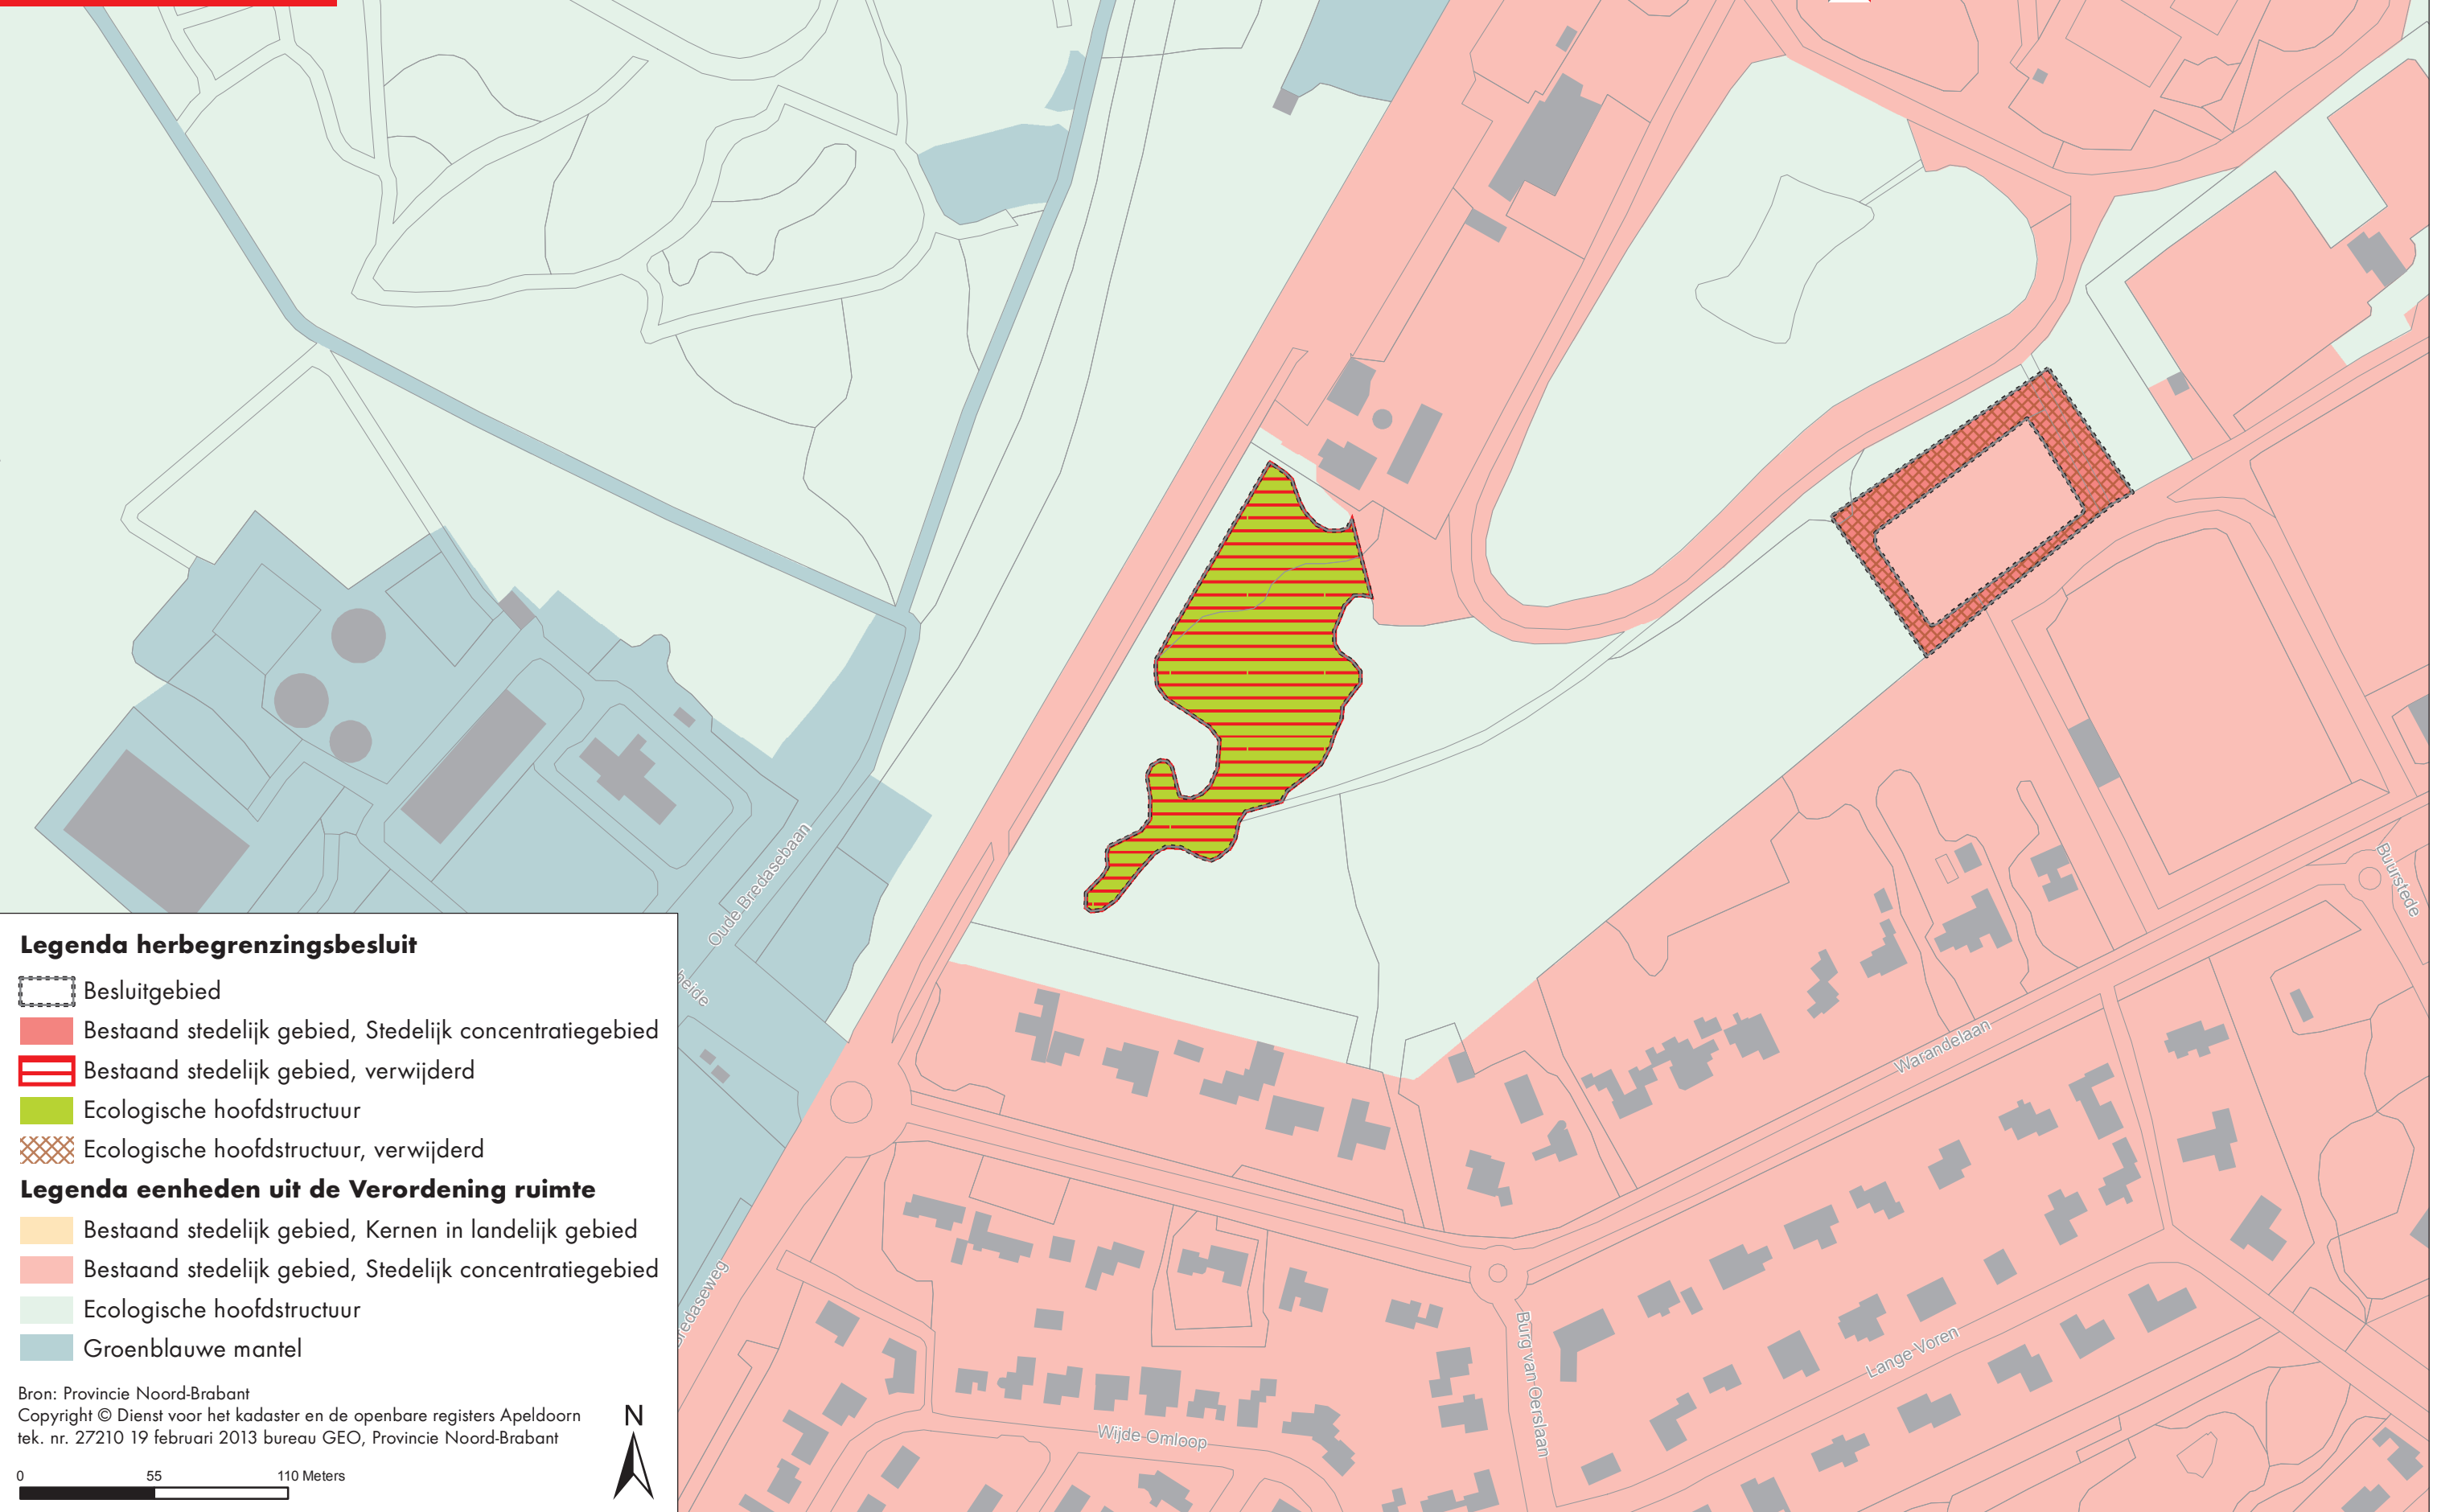 Oude Bredasebaan
heide
Buurstede
Warandelaan
Bredaseweg
Burg van Oerslaan
Lange Voren
Wijde Omloop
Legenda herbegrenzingsbesluit
Besluitgebied
Bestaand stedelijk gebied, Stedelijk concentratiegebied
Bestaand stedelijk gebied, verwijderd
Ecologische hoofdstructuur
Ecologische hoofdstructuur, verwijderd
Legenda eenheden uit de Verordening ruimte
Bestaand stedelijk gebied, Kernen in landelijk gebied
Bestaand stedelijk gebied, Stedelijk concentratiegebied
Ecologische hoofdstructuur
Groenblauwe mantel
Bron: Provincie Noord-Brabant
Copyright © Dienst voor het kadaster en de openbare registers Apeldoorn
tek. nr. 27210 19 februari 2013 bureau GEO, Provincie Noord-Brabant
N
0 55 110 Meters